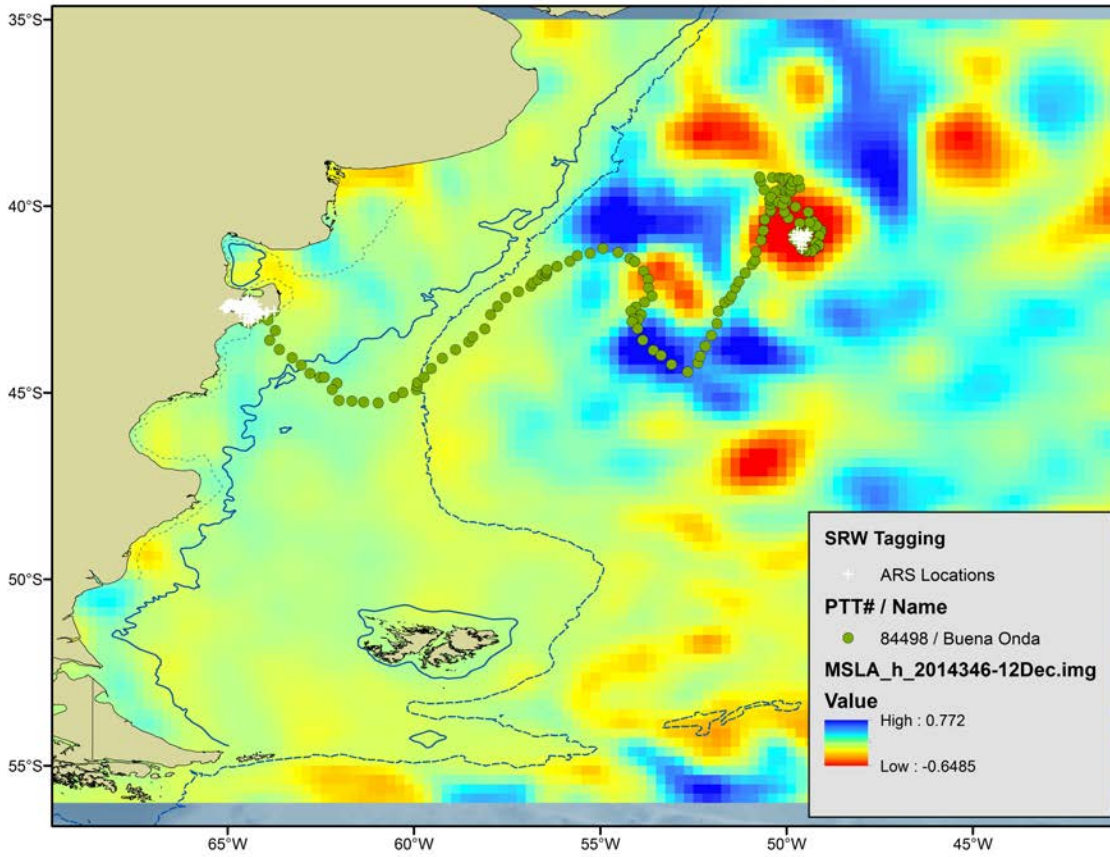 35°S
40°S
45°S
50°S
55°S
65°W
60°W
55°W
50°W
45°W
SRW Tagging
ARS Locations
PTT# / Name
84498 / Buena Onda
MSLA_h_2014346-12Dec.img
Value
High : 0.772
Low : -0.6485